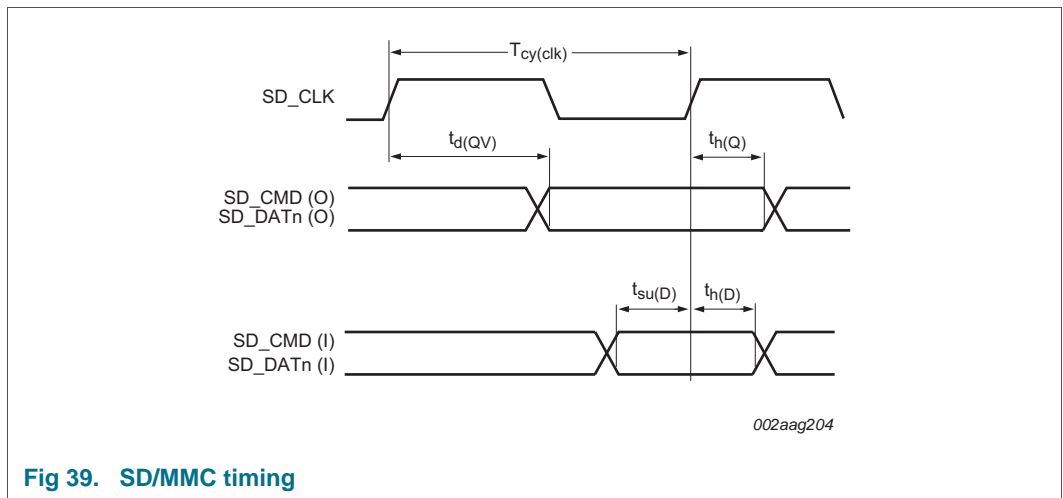 Tcy(clk)
SD_CLK
td(QV)
th(Q)
SD_CMD (O)
SD_DATn (O)
tsu(D)
th(D)
SD_CMD (I)
SD_DATn (I)
002aag204
Fig 39. SD/MMC timing